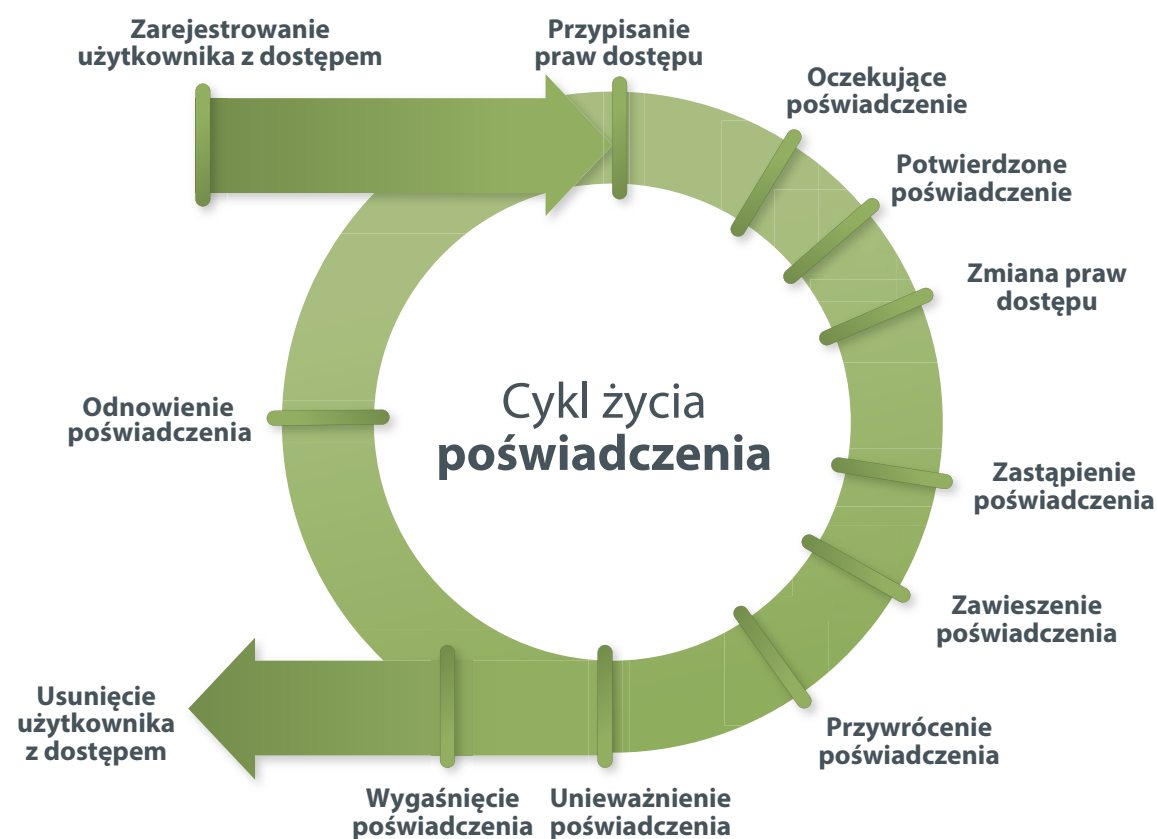 Zarejestrowanie
użytkownika z dostępem
Przypisanie
praw dostępu
Oczekujące
poświadczenie
Potwierdzone
poświadczenie
Zmiana praw
dostępu
Cykl życia
poświadczenia
Odnowienie
poświadczenia
Zastąpienie
poświadczenia
Zawieszenie
poświadczenia
Przywrócenie
poświadczenia
Unieważnienie
poświadczenia
Wygaśnięcie
poświadczenia
Usunięcie
użytkownika
z dostępem